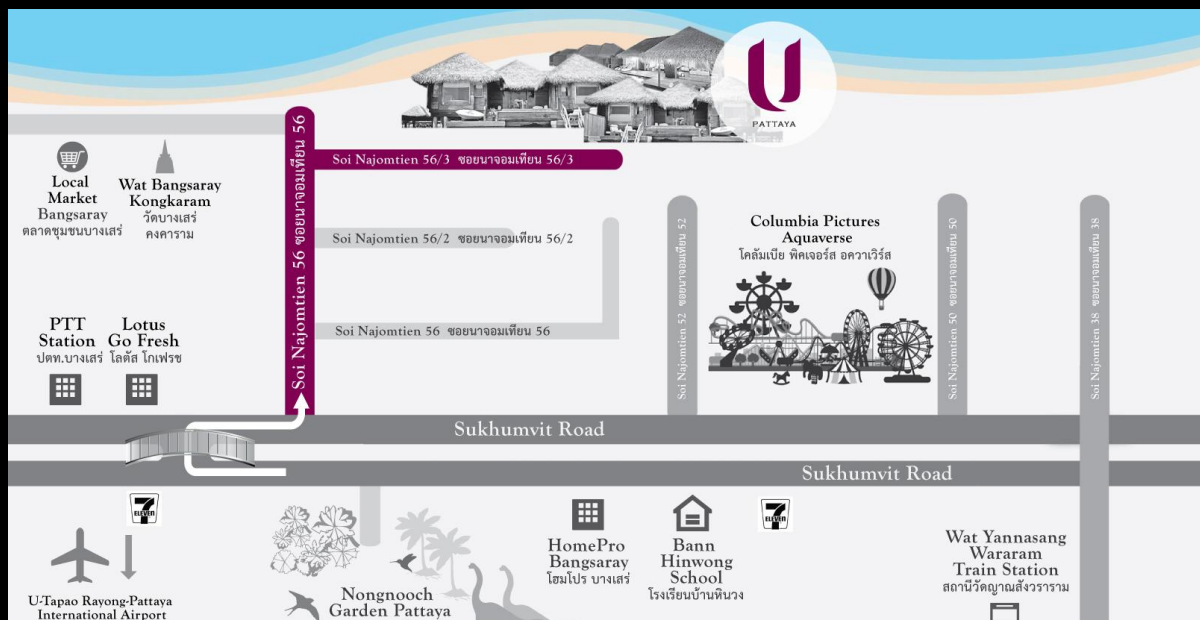 U
PATTAYA
Soi Najomtien 56 ซอยนาจอมเทียน 56
Soi Najomtien 56/3 ซอยนาจอมเทียน 56/3
Local
Market
Bangsaray
ตลาดชุมชนบางเสร่
Wat Bangsaray
Kongkaram
วัดบางเสร่
คงคาราม
Soi Najomtien 56/2 ซอยนาจอมเทียน 56/2
Soi Najomtien 52 ซอยนาจอมเทียน 52
Columbia Pictures
Aquaverse
โคลัมเบีย พิคเจอร์ส อควาเวิร์ส
Soi Najomtien 50 ซอยนาจอมเทียน 50
Soi Najomtien 38 ซอยนาจอมเทียน 38
PTT
Station
ปตท.บางเสร่
Lotus
Go Fresh
โลตัส โกเฟรช
Soi Najomtien 56 ซอยนาจอมเทียน 56
Sukhumvit Road
Sukhumvit Road
7
ELEVEN
U-Tapao Rayong-Pattaya
International Airport
Nongnooch
Garden Pattaya
HomePro
Bangsaray
โฮมโปร บางเสร่
Bann
Hinwong
School
โรงเรียนบ้านหินวง
7
ELEVEN
Wat Yannasang
Wararam
Train Station
สถานีวัดญาณสังวราราม